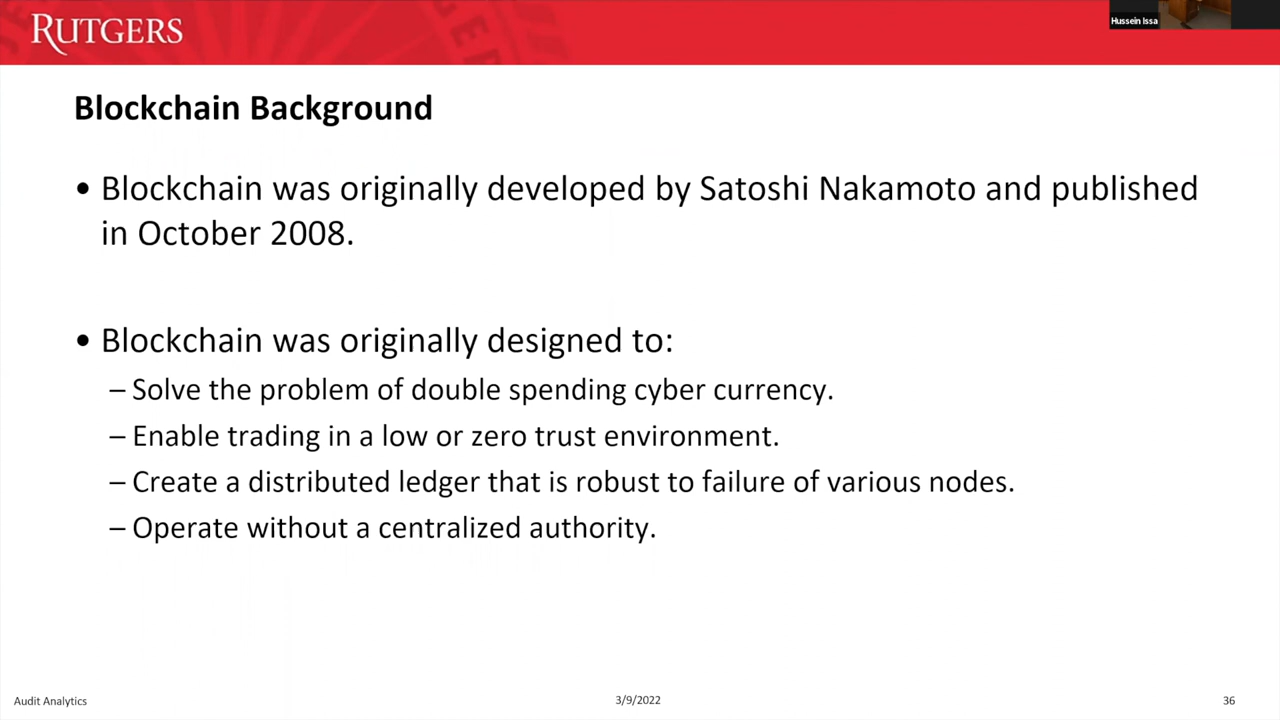 RUTGERS
Hussein Issa
Blockchain Background
• Blockchain was originally developed by Satoshi Nakamoto and published
in October 2008.
• Blockchain was originally designed to:
– Solve the problem of double spending cyber currency.
– Enable trading in a low or zero trust environment.
– Create a distributed ledger that is robust to failure of various nodes.
– Operate without a centralized authority.
Audit Analytics
3/9/2022
36